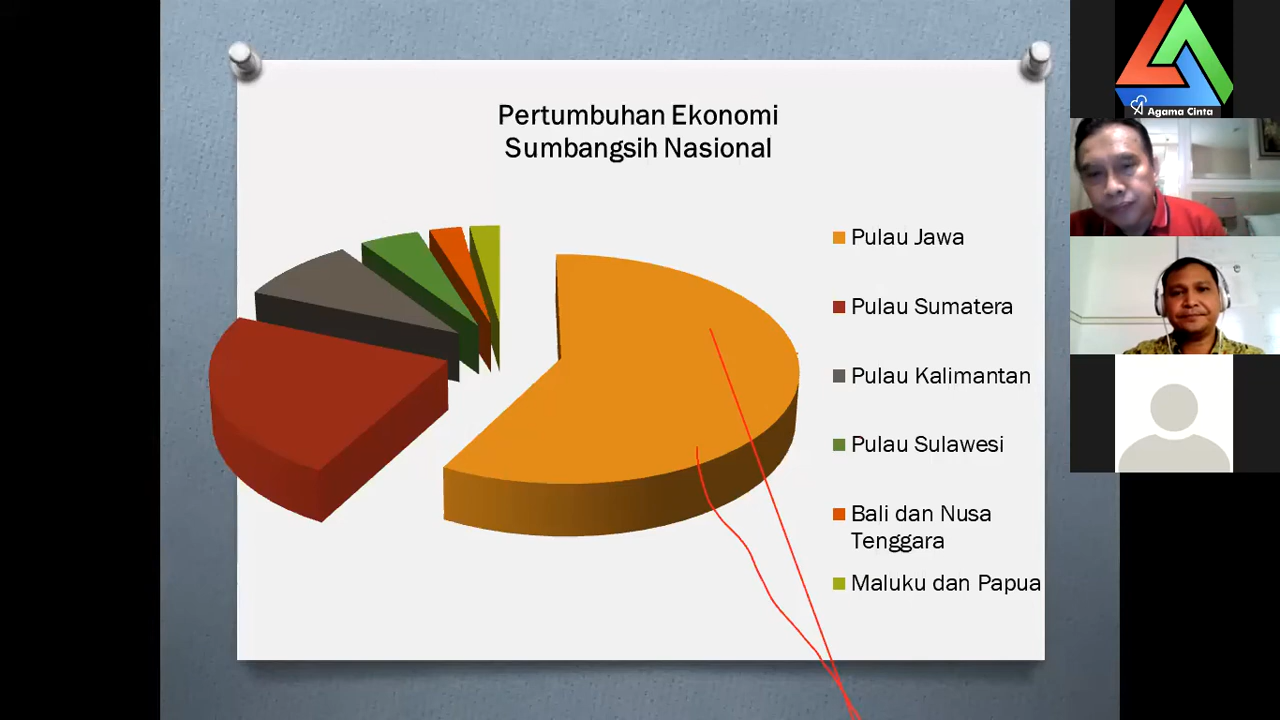 Pertumbuhan Ekonomi
Sumbangsih Nasional
Pulau Jawa
Pulau Sumatera
Pulau Kalimantan
Pulau Sulawesi
Bali dan Nusa
Tenggara
Maluku dan Papua
Agama Cinta